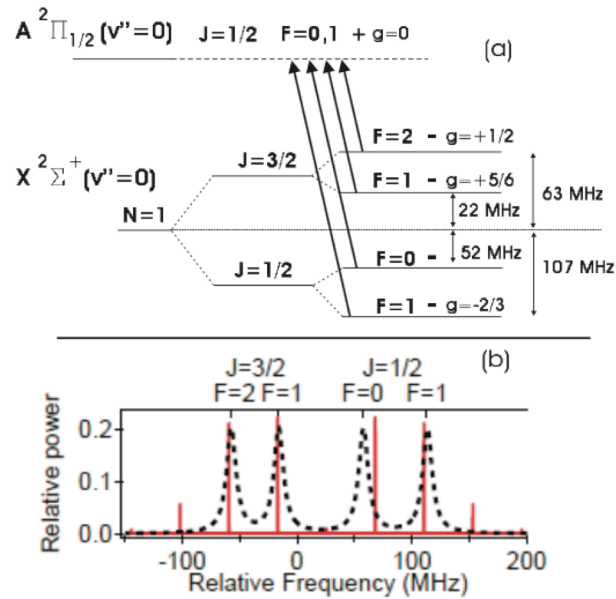 A ²Π₁/₂(v''=0) J=1/2 F=0,1 + g=0
(a)
F=2 - g=+1/2
J=3/2
X ²Σ⁺(v''=0)
F=1 - g=+5/6
63 MHz
N=1
22 MHz
52 MHz
F=0 -
107 MHz
J=1/2
F=1 - g=-2/3
(b)
J=3/2 J=1/2
F=2 F=1 F=0 F=1
Relative power
0.2
0.1
0.0
-100 0 100 200
Relative Frequency (MHz)